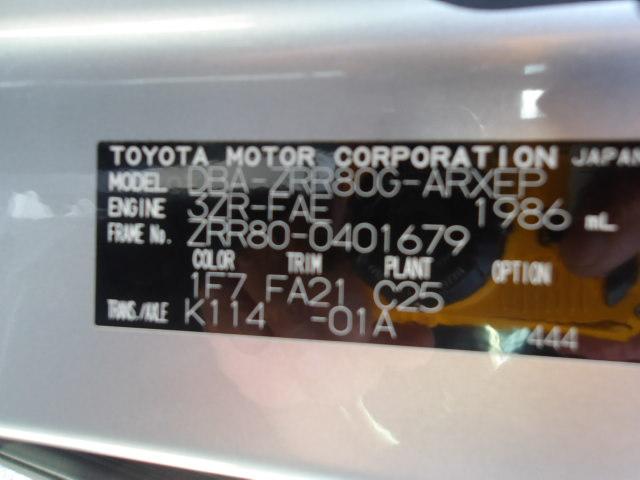 TOYOTA MOTOR CORPORATION JAPAN
MODEL DBA-ZRR80G-ARXEP
ENGINE 3ZR-FAE 1986 mL
FRAME No. ZRR80-0401679
COLOR TRIM PLANT OPTION
1F7 FA21 C25
TRANS./AXLE K114 -01A
444